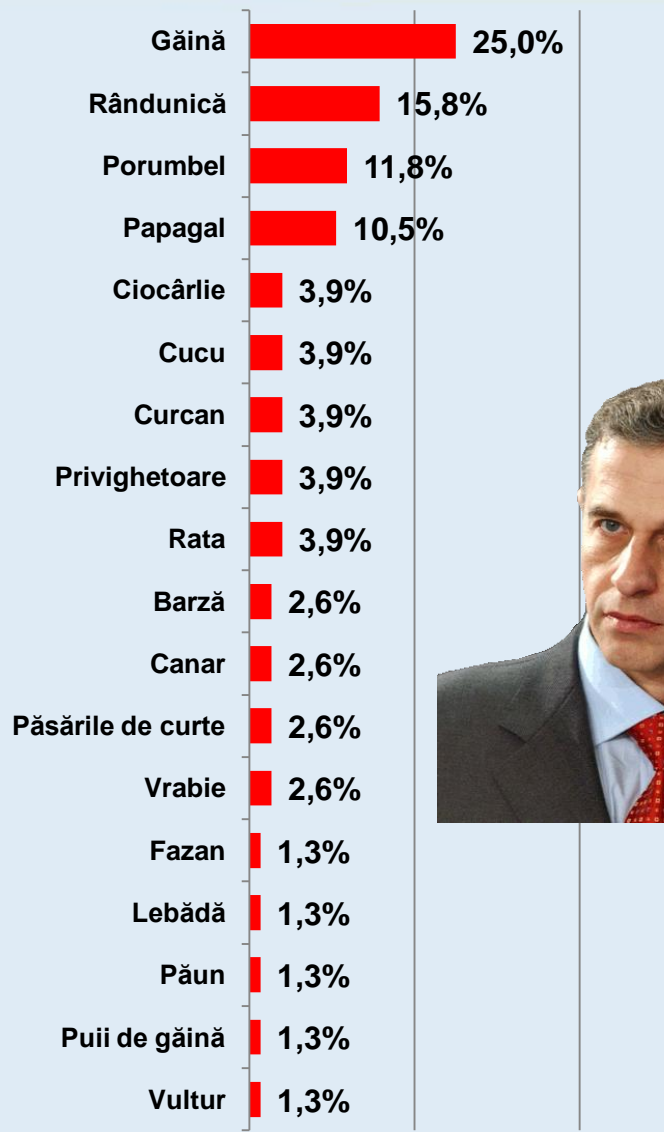 Găină 25,0%
Rândunică 15,8%
Porumbel 11,8%
Papagal 10,5%
Ciocârlie 3,9%
Cucu 3,9%
Curcan 3,9%
Privighetoare 3,9%
Rata 3,9%
Barză 2,6%
Canar 2,6%
Păsările de curte 2,6%
Vrabie 2,6%
Fazan 1,3%
Lebădă 1,3%
Păun 1,3%
Puii de găină 1,3%
Vultur 1,3%